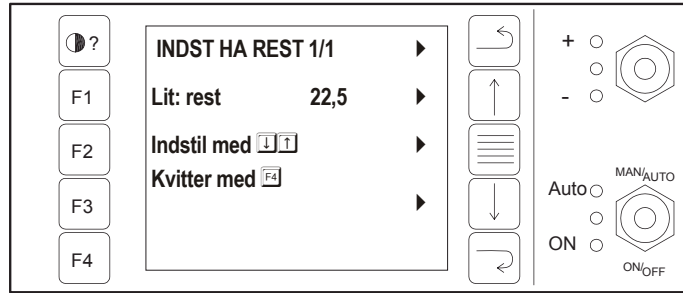 ?
F1
F2
F3
F4
INDST HA REST 1/1
Lit: rest 22,5
Indstil med ↓ ↑
Kvitter med F4
+
-
Auto
ON
MAN/AUTO
ON/OFF